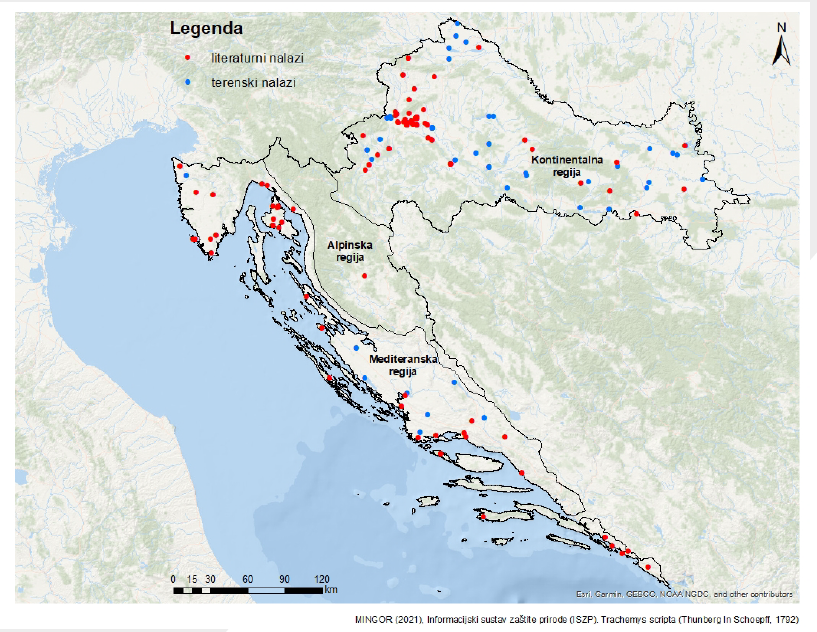 Legenda
literaturni nalazi
terenski nalazi
N
Kontinentalna
regija
Alpinska
regija
Mediteranska
regija
0 15 30 60 90 120
km
Esri, Garmin, GEBCO, NOAA NGDC, and other contributors
MINGOR (2021), Informacijski sustav zaštite prirode (ISZP). Trachemys scripta (Thunberg In Schoepff, 1792)